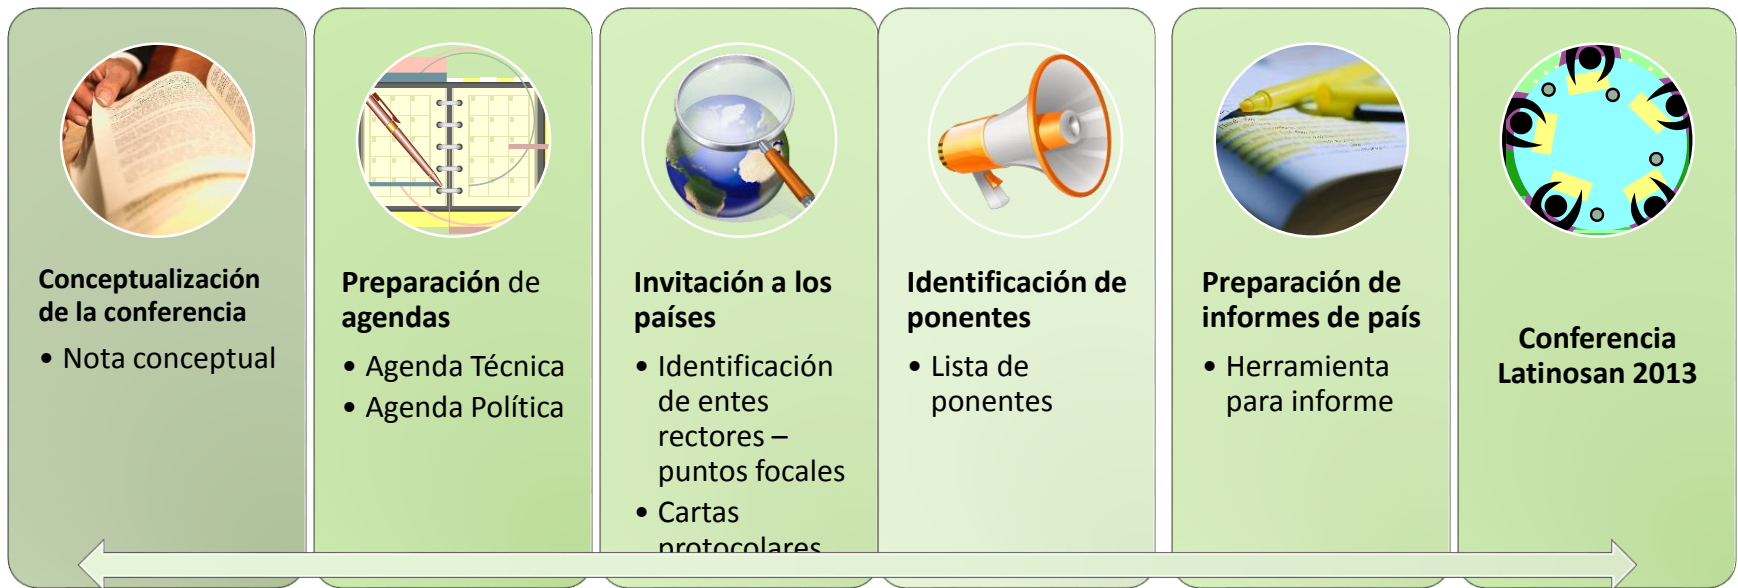 Conceptualización
de la conferencia
• Nota conceptual
Preparación de
agendas
• Agenda Técnica
• Agenda Política
Invitación a los
países
• Identificación
de entes
rectores –
puntos focales
• Cartas
protocolares
Identificación de
ponentes
• Lista de
ponentes
Preparación de
informes de país
• Herramienta
para informe
Conferencia
Latinosan 2013